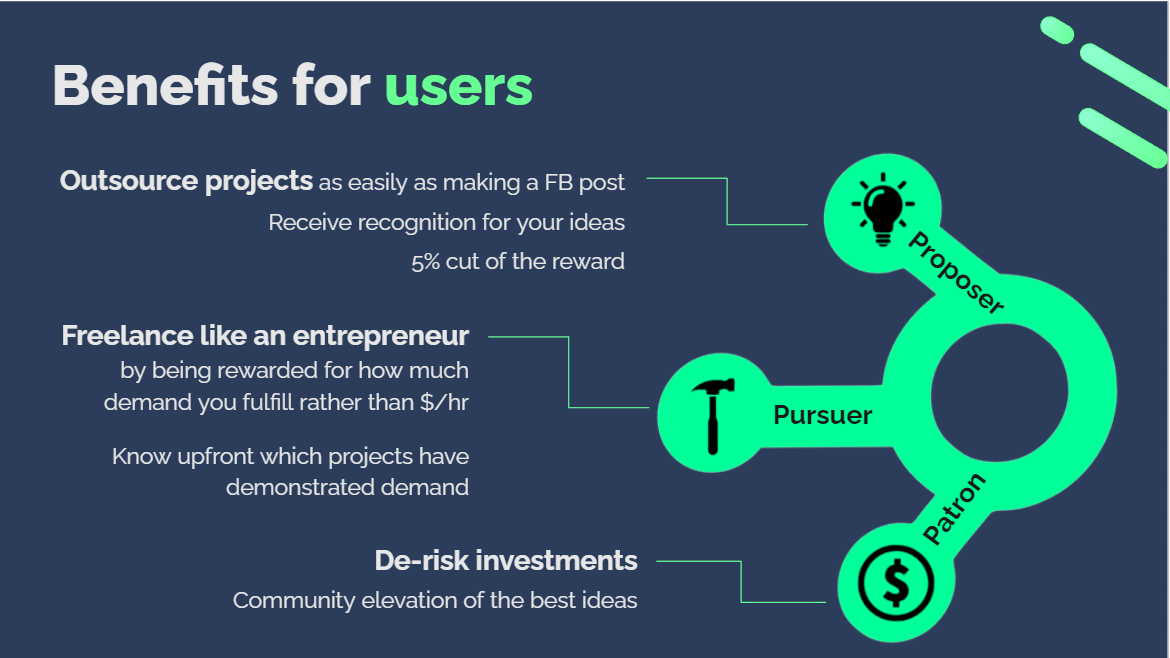 Benefits for users
Outsource projects as easily as making a FB post
Receive recognition for your ideas
5% cut of the reward
Proposer
Freelance like an entrepreneur
by being rewarded for how much
demand you fulfill rather than $/hr
Know upfront which projects have
demonstrated demand
Pursuer
De-risk investments
Community elevation of the best ideas
Patron
$